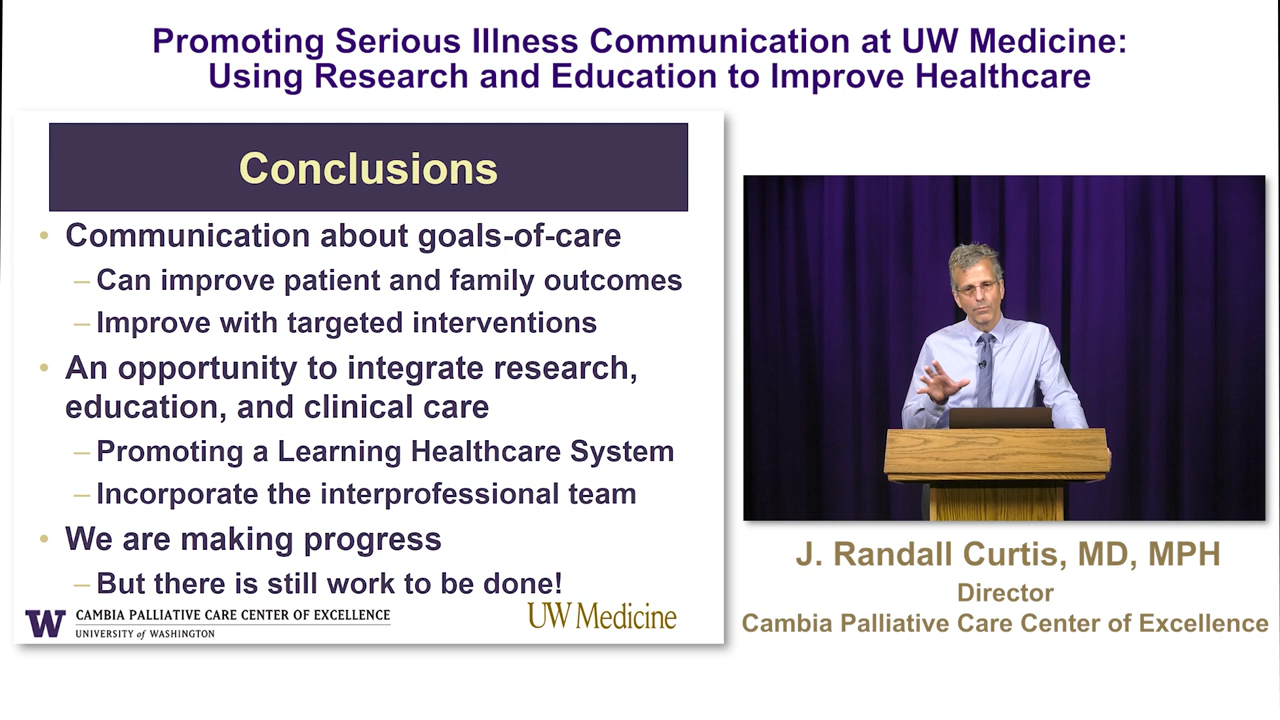 Promoting Serious Illness Communication at UW Medicine:
Using Research and Education to Improve Healthcare
Conclusions
• Communication about goals-of-care
– Can improve patient and family outcomes
– Improve with targeted interventions
• An opportunity to integrate research,
education, and clinical care
– Promoting a Learning Healthcare System
– Incorporate the interprofessional team
• We are making progress
– But there is still work to be done!
W CAMBIA PALLIATIVE CARE CENTER OF EXCELLENCE
UNIVERSITY of WASHINGTON
UW Medicine
J. Randall Curtis, MD, MPH
Director
Cambia Palliative Care Center of Excellence